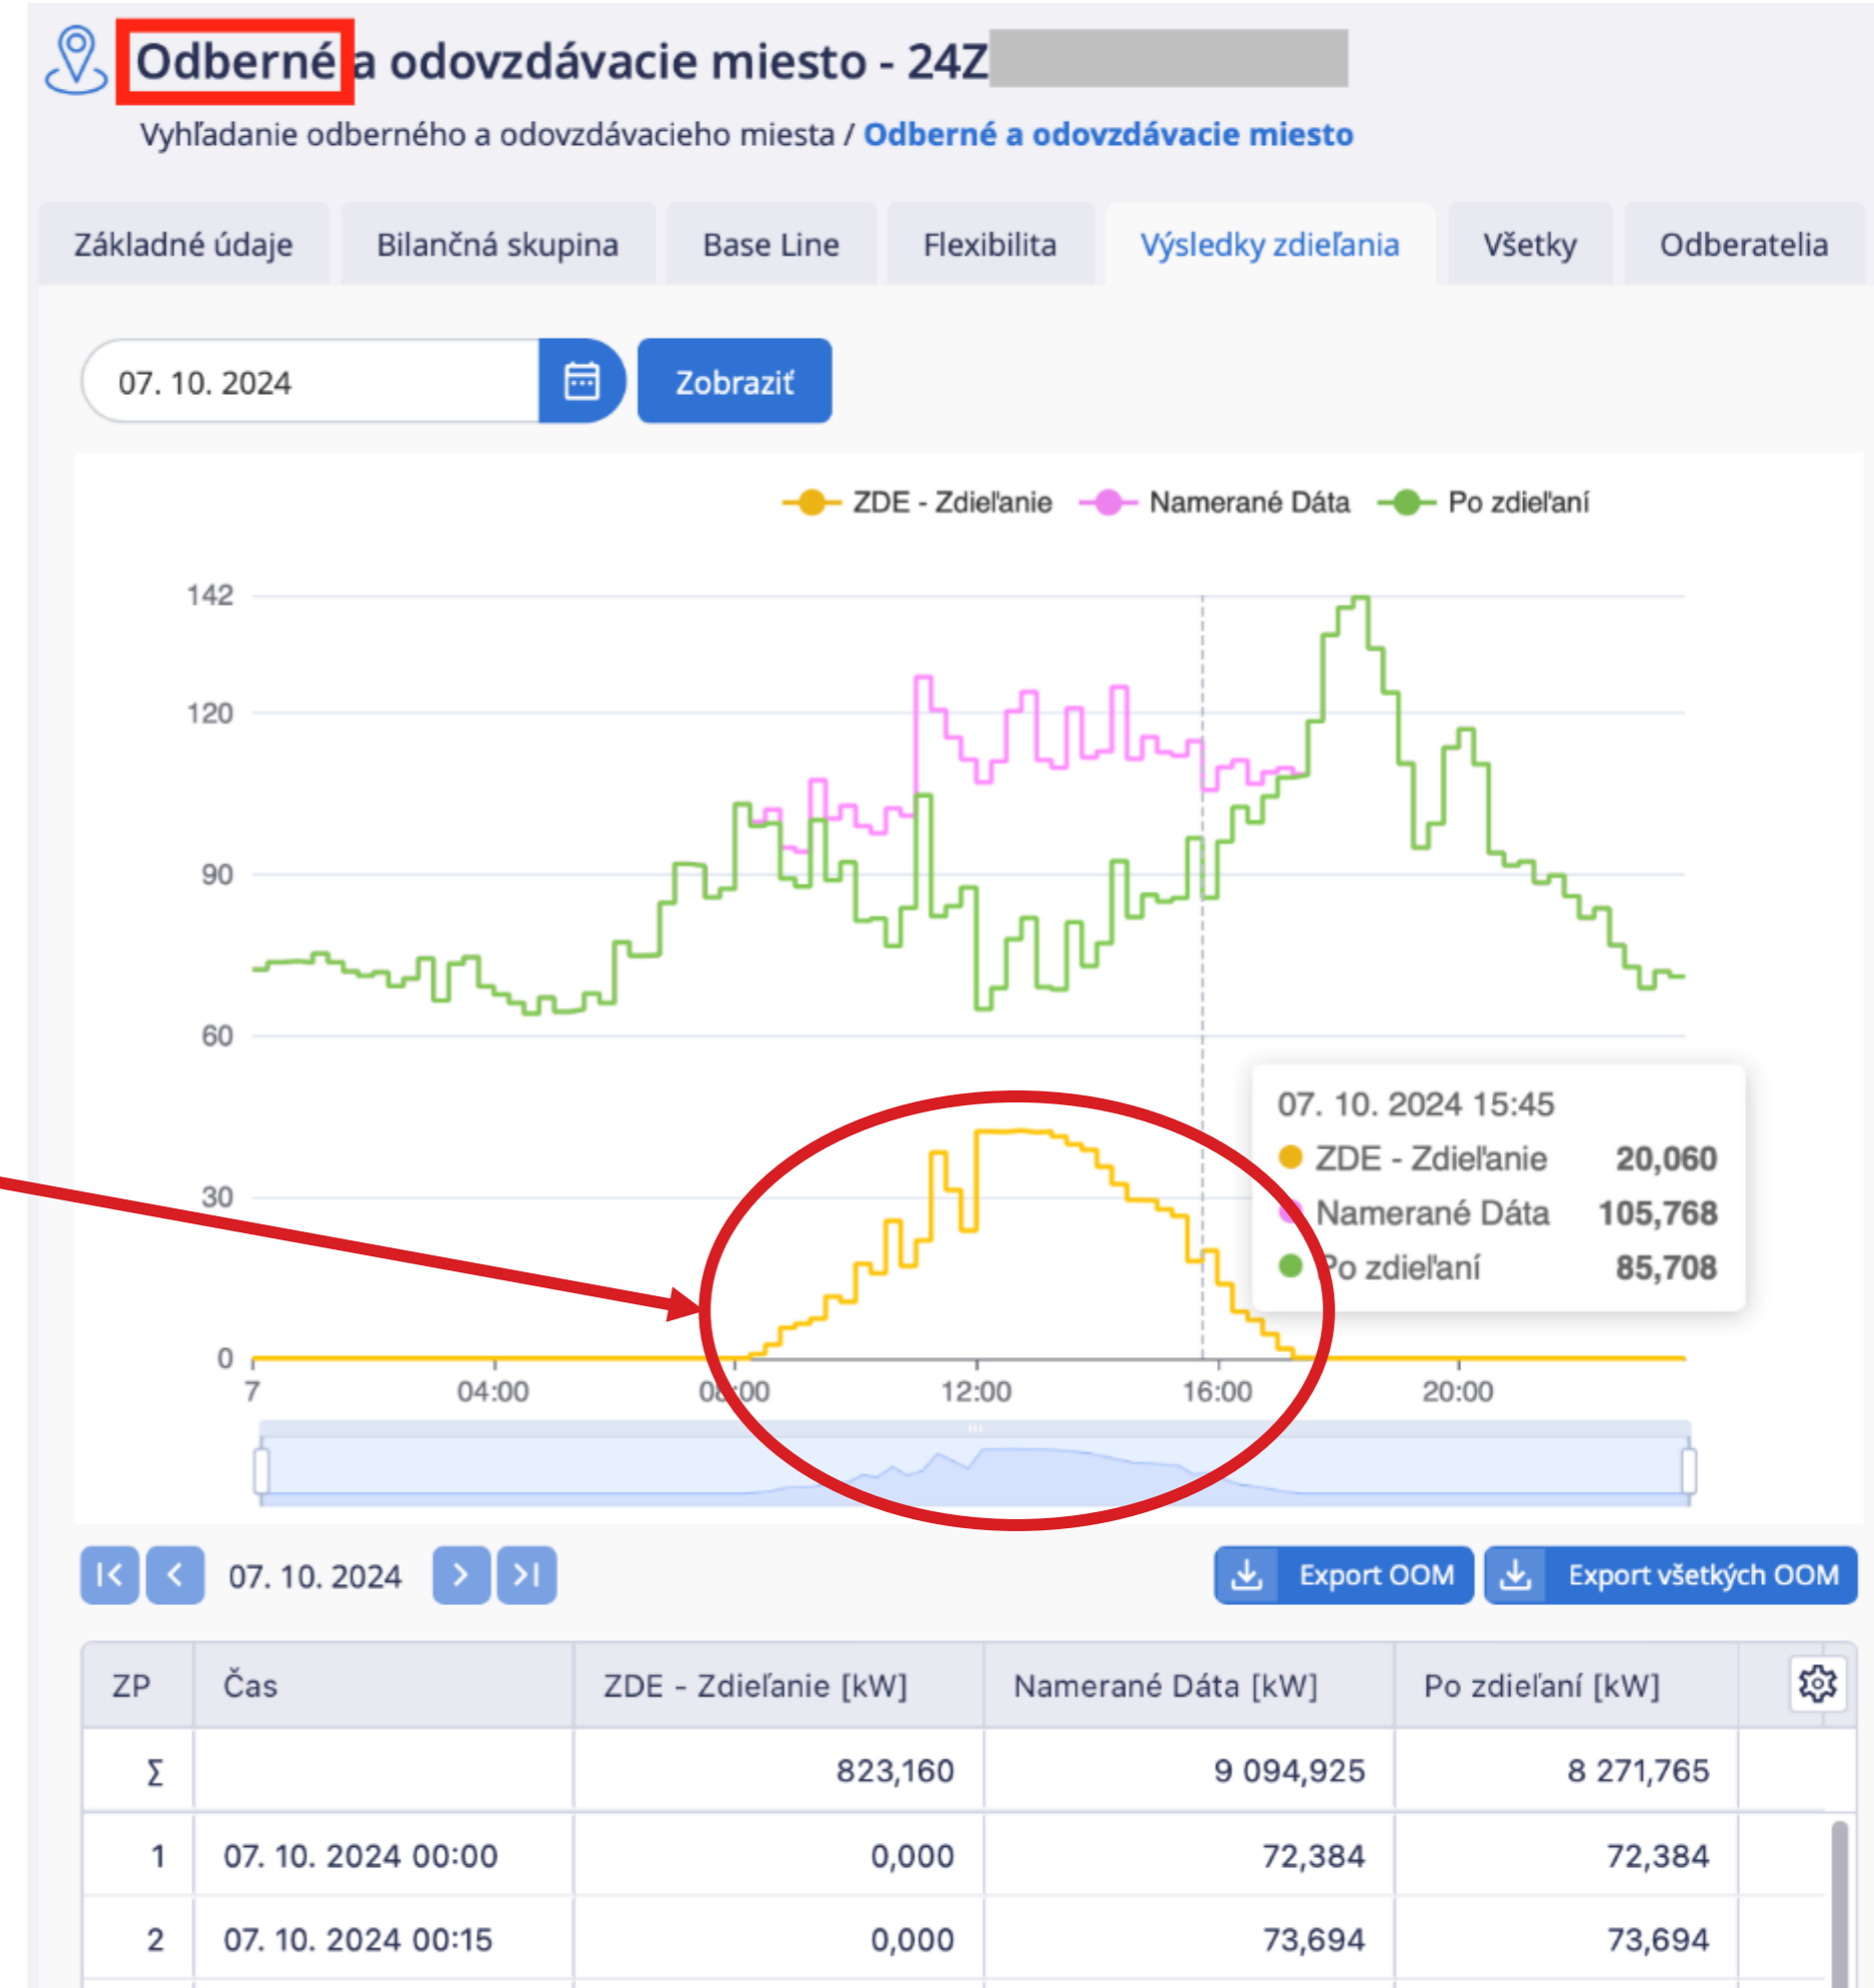 Odberné a odovzdávacie miesto - 24Z
Vyhľadanie odberného a odovzdávacieho miesta / Odberné a odovzdávacie miesto
Základné údaje Bilančná skupina Base Line Flexibilita Výsledky zdieľania Všetky Odberatelia
07. 10. 2024 Zobraziť
ZDE - Zdieľanie Namerané Dáta Po zdieľaní
142
120
90
60
30
0
7 04:00 08:00 12:00 16:00 20:00
07. 10. 2024 15:45
ZDE - Zdieľanie 20,060
Namerané Dáta 105,768
Po zdieľaní 85,708
07. 10. 2024 Export OOM Export všetkých OOM
ZP Čas ZDE - Zdieľanie [kW] Namerané Dáta [kW] Po zdieľaní [kW]
Σ 823,160 9 094,925 8 271,765
1 07. 10. 2024 00:00 0,000 72,384 72,384
2 07. 10. 2024 00:15 0,000 73,694 73,694